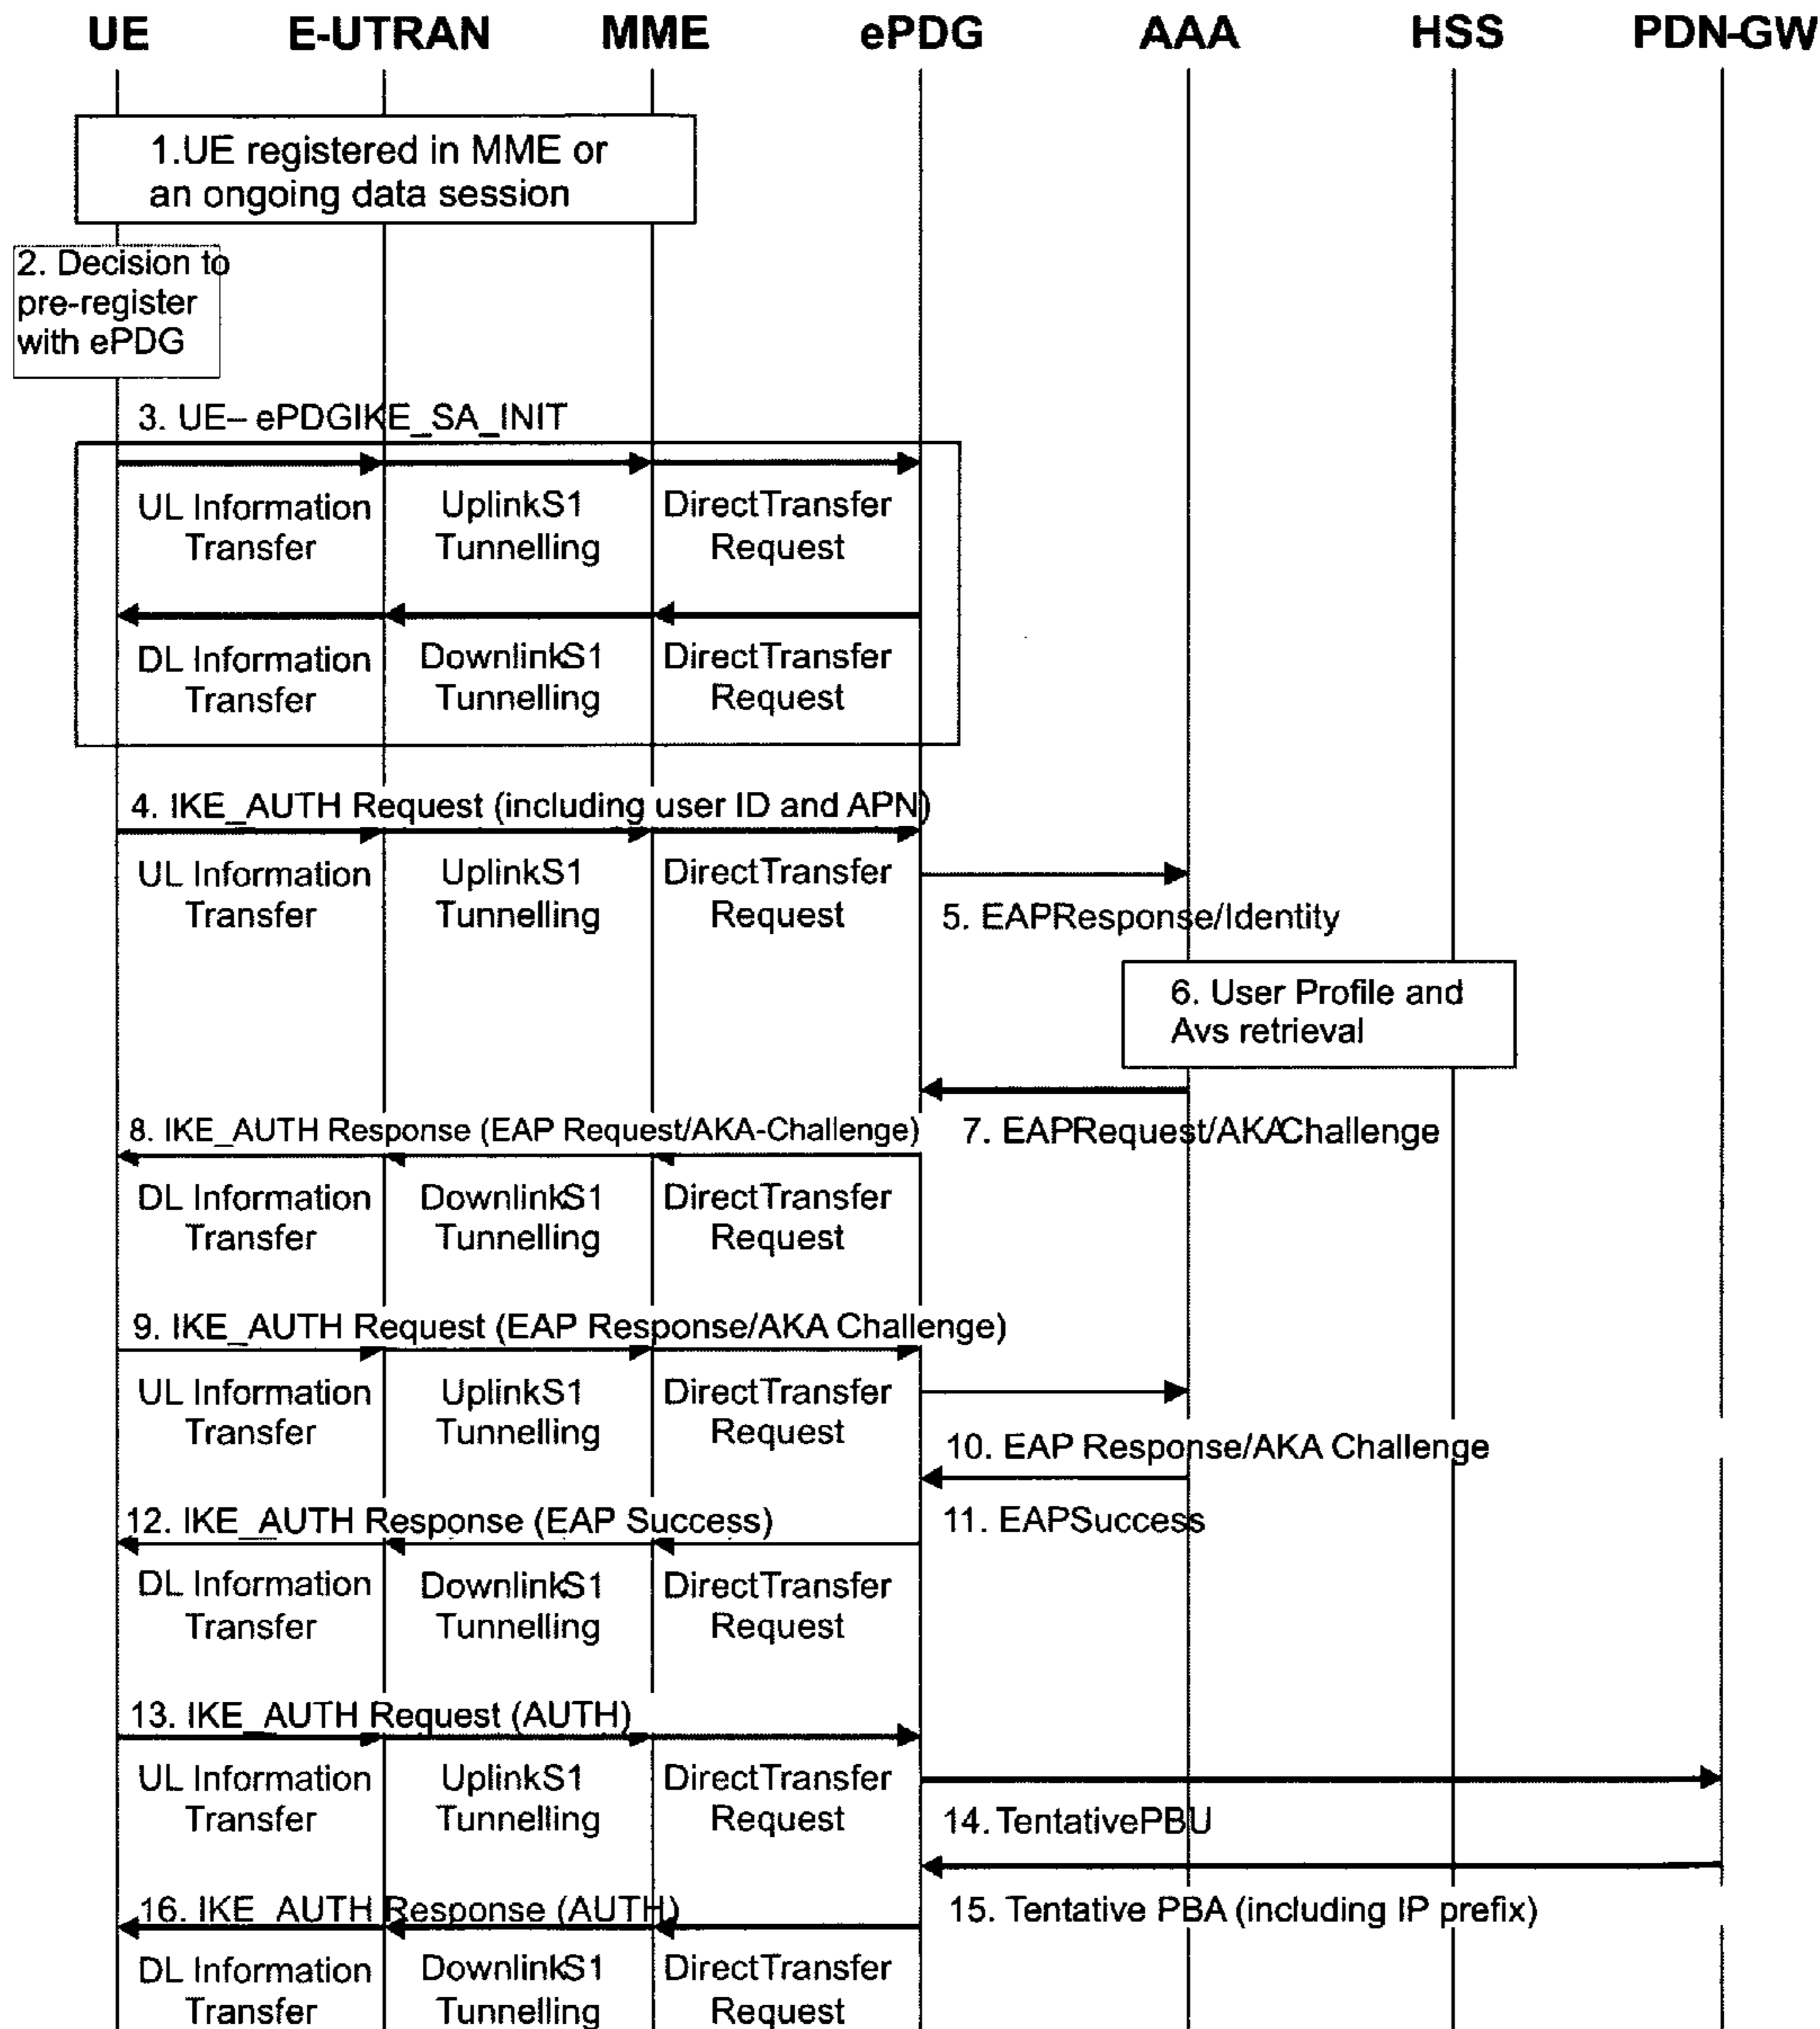 UE E-UTRAN MME ePDG AAA HSS PDN-GW
1.UE registered in MME or
an ongoing data session
2. Decision to
pre-register
with ePDG
3. UE– ePDGIKE_SA_INIT
UL Information UplinkS1 DirectTransfer
Transfer Tunnelling Request
DL Information DownlinkS1 DirectTransfer
Transfer Tunnelling Request
4. IKE_AUTH Request (including user ID and APN)
UL Information UplinkS1 DirectTransfer
Transfer Tunnelling Request
5. EAPResponse/Identity
6. User Profile and
Avs retrieval
7. EAPRequest/AKAChallenge
8. IKE_AUTH Response (EAP Request/AKA-Challenge)
DL Information DownlinkS1 DirectTransfer
Transfer Tunnelling Request
9. IKE_AUTH Request (EAP Response/AKA Challenge)
UL Information UplinkS1 DirectTransfer
Transfer Tunnelling Request
10. EAP Response/AKA Challenge
11. EAPSuccess
12. IKE_AUTH Response (EAP Success)
DL Information DownlinkS1 DirectTransfer
Transfer Tunnelling Request
13. IKE_AUTH Request (AUTH)
UL Information UplinkS1 DirectTransfer
Transfer Tunnelling Request
14. TentativePBU
15. Tentative PBA (including IP prefix)
16. IKE_AUTH Response (AUTH)
DL Information DownlinkS1 DirectTransfer
Transfer Tunnelling Request